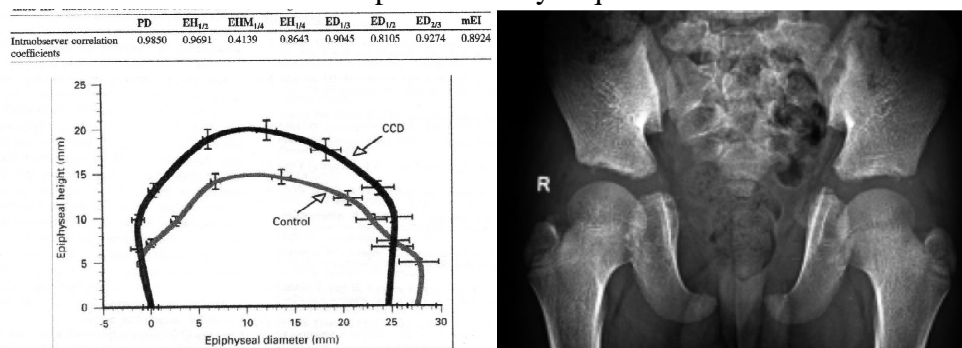 PD EH1/2 EHM1/4 EH1/4 ED1/3 ED1/2 ED2/3 mEI
Intraobserver correlation 0.9850 0.9691 0.4139 0.8643 0.9045 0.8105 0.9274 0.8924
coefficients
25
20
15
10
5
0
Epiphyseal height (mm)
CCD
Control
-5 0 5 10 15 20 25 30
Epiphyseal diameter (mm)
R